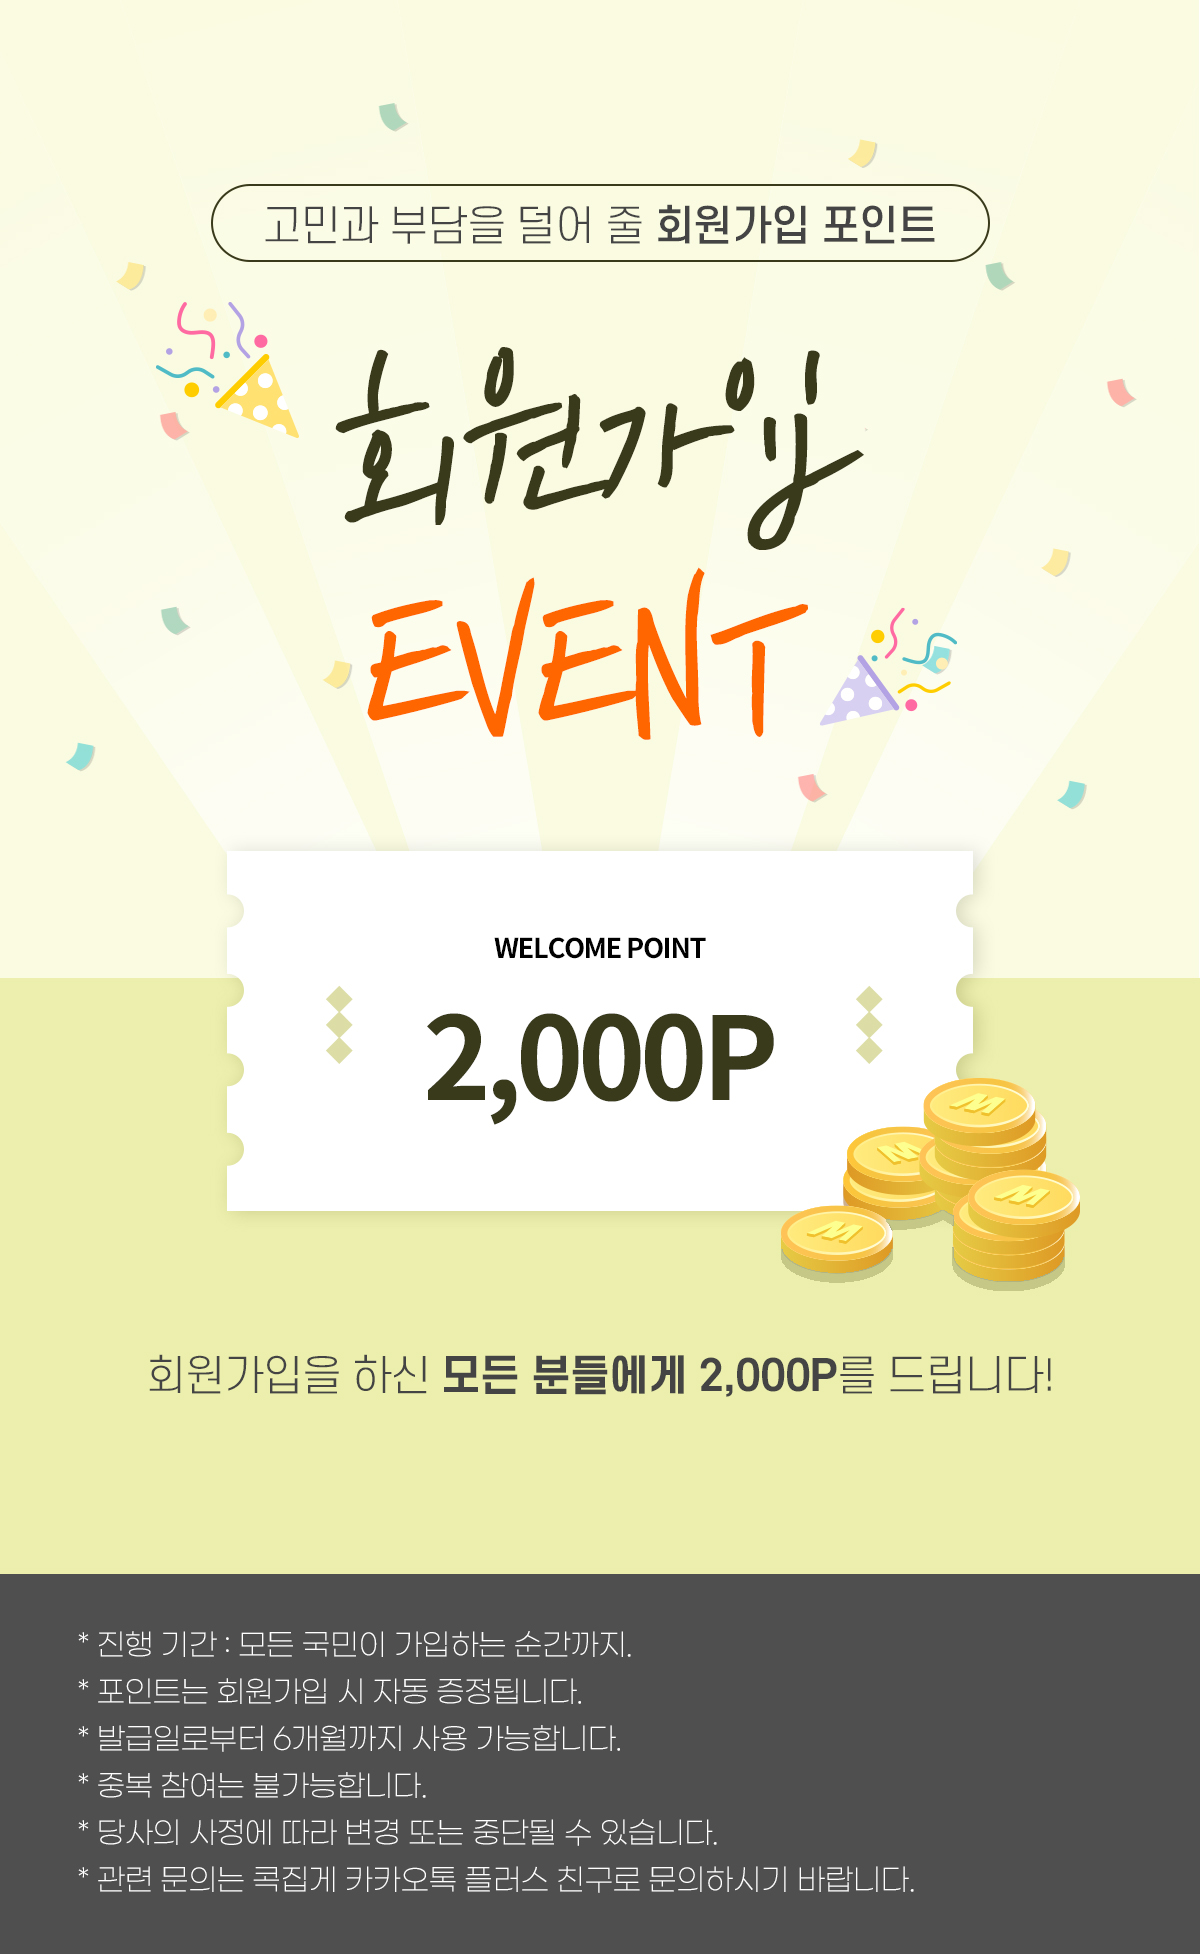 고민과 부담을 덜어 줄 회원가입 포인트
회원가입
EVENT
WELCOME POINT
2,000P
M
M
M
M
회원가입을 하신 모든 분들에게 2,000P를 드립니다!
* 진행 기간 : 모든 국민이 가입하는 순간까지.
* 포인트는 회원가입 시 자동 증정됩니다.
* 발급일로부터 6개월까지 사용 가능합니다.
* 중복 참여는 불가능합니다.
* 당사의 사정에 따라 변경 또는 중단될 수 있습니다.
* 관련 문의는 콕집게 카카오톡 플러스 친구로 문의하시기 바랍니다.